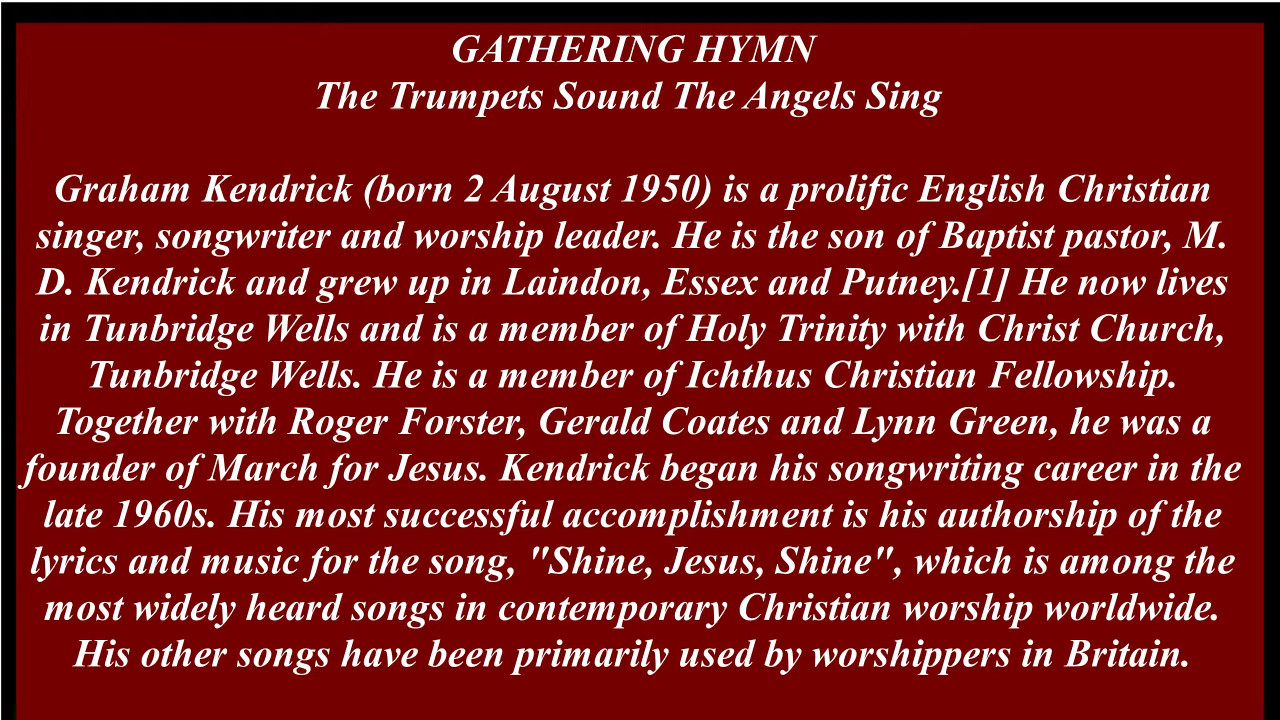 GATHERING HYMN
The Trumpets Sound The Angels Sing
Graham Kendrick (born 2 August 1950) is a prolific English Christian
singer, songwriter and worship leader. He is the son of Baptist pastor, M.
D. Kendrick and grew up in Laindon, Essex and Putney.[1] He now lives
in Tunbridge Wells and is a member of Holy Trinity with Christ Church,
Tunbridge Wells. He is a member of Ichthus Christian Fellowship.
Together with Roger Forster, Gerald Coates and Lynn Green, he was a
founder of March for Jesus. Kendrick began his songwriting career in the
late 1960s. His most successful accomplishment is his authorship of the
lyrics and music for the song, "Shine, Jesus, Shine", which is among the
most widely heard songs in contemporary Christian worship worldwide.
His other songs have been primarily used by worshippers in Britain.